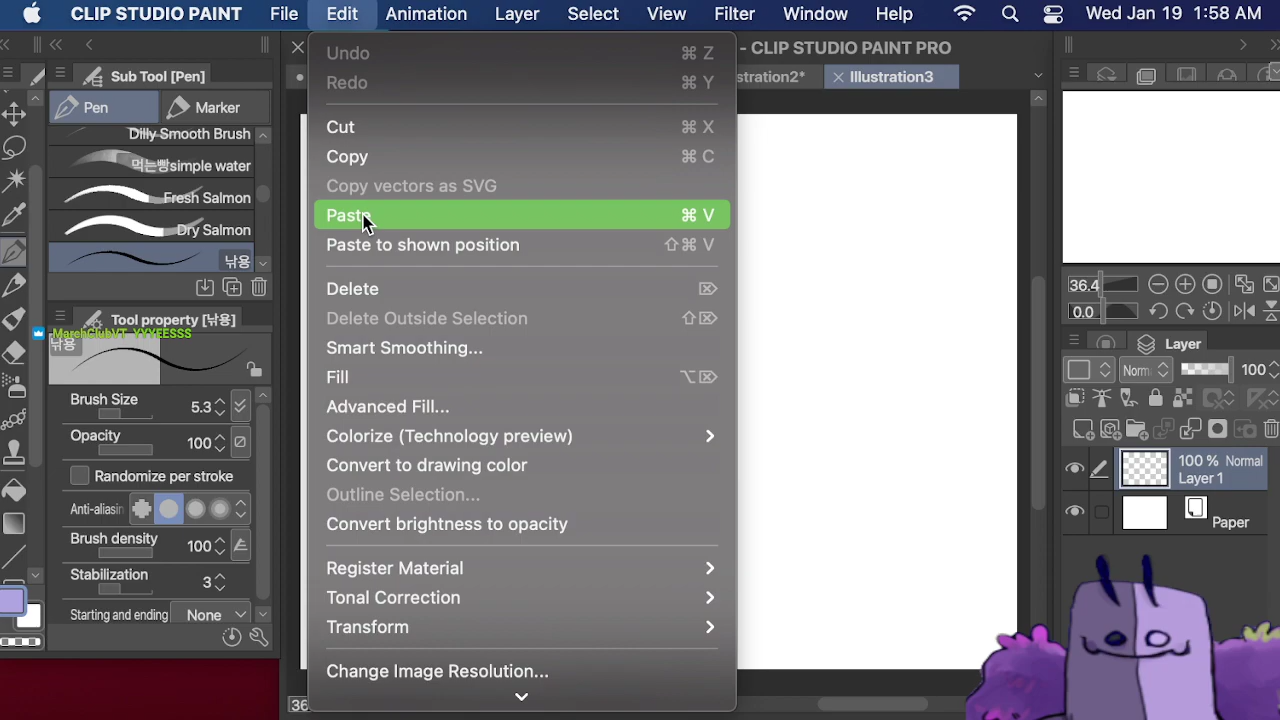 CLIP STUDIO PAINT File Edit Animation Layer Select View Filter Window Help Wed Jan 19 1:58 AM
Sub Tool [Pen]
- CLIP STUDIO PAINT PRO
stration2* Illustration3
Pen Marker
Dilly Smooth Brush
먹는빵simple water
Fresh Salmon
Dry Salmon
낚용
Tool property [낚용]
MarchClubVT YYYEESSS
낚용
Brush Size 5.3
Opacity 100
Randomize per stroke
Anti-aliasin
Brush density 100
Stabilization 3
Starting and ending None
Undo ⌘ Z
Redo ⌘ Y
Cut ⌘ X
Copy ⌘ C
Copy vectors as SVG
Paste ⌘ V
Paste to shown position ⇧⌘ V
Delete ⌦
Delete Outside Selection ⇧⌦
Smart Smoothing...
Fill ⌥⌦
Advanced Fill...
Colorize (Technology preview)
Convert to drawing color
Outline Selection...
Convert brightness to opacity
Register Material
Tonal Correction
Transform
Change Image Resolution...
36
36.4
0.0
Layer
Norm 100
100 % Normal
Layer 1
Paper